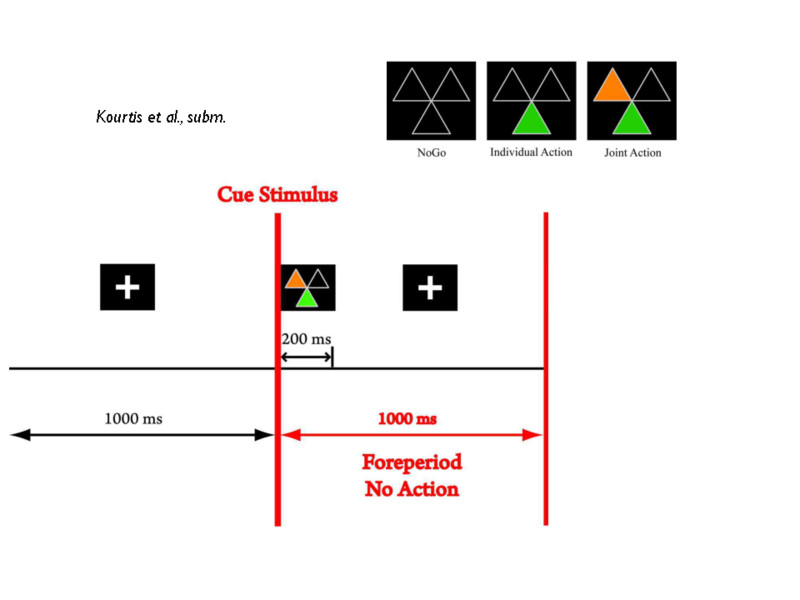 Kourtis et al., subm.
NoGo
Individual Action
Joint Action
Cue Stimulus
200 ms
1000 ms
1000 ms
Foreperiod
No Action